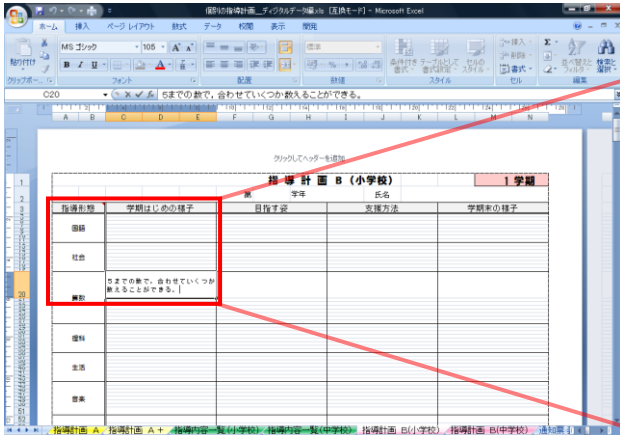 個別の指導計画_ディジタルデータ編.xls [互換モード] - Microsoft Excel
ホーム 挿入 ページ レイアウト 数式 データ 校閲 表示 開発
MS ゴシック 105 標準 挿入
削除
貼り付け B I U 条件付き書式 テーブルとして書式設定 セルのスタイル 書式 並べ替えとフィルタ 検索と選択
クリップボー... フォント 配置 数値 スタイル セル 編集
C20 5までの数で，合わせていくつか数えることができる。
A B C D E F G H I J K L M N
クリックしてヘッダーを追加
指 導 計 画 B （小学校） 1 学期
第 学年 氏名
指導形態 学期はじめの様子 目指す姿 支援方法 学期末の様子
国語
社会
5までの数で，合わせていくつか
数えることができる。
算数
理科
生活
音楽
指導計画 A 指導計画 A＋ 指導内容一覧(小学校) 指導内容一覧(中学校) 指導計画 B(小学校) 指導計画 B(中学校) 通知票